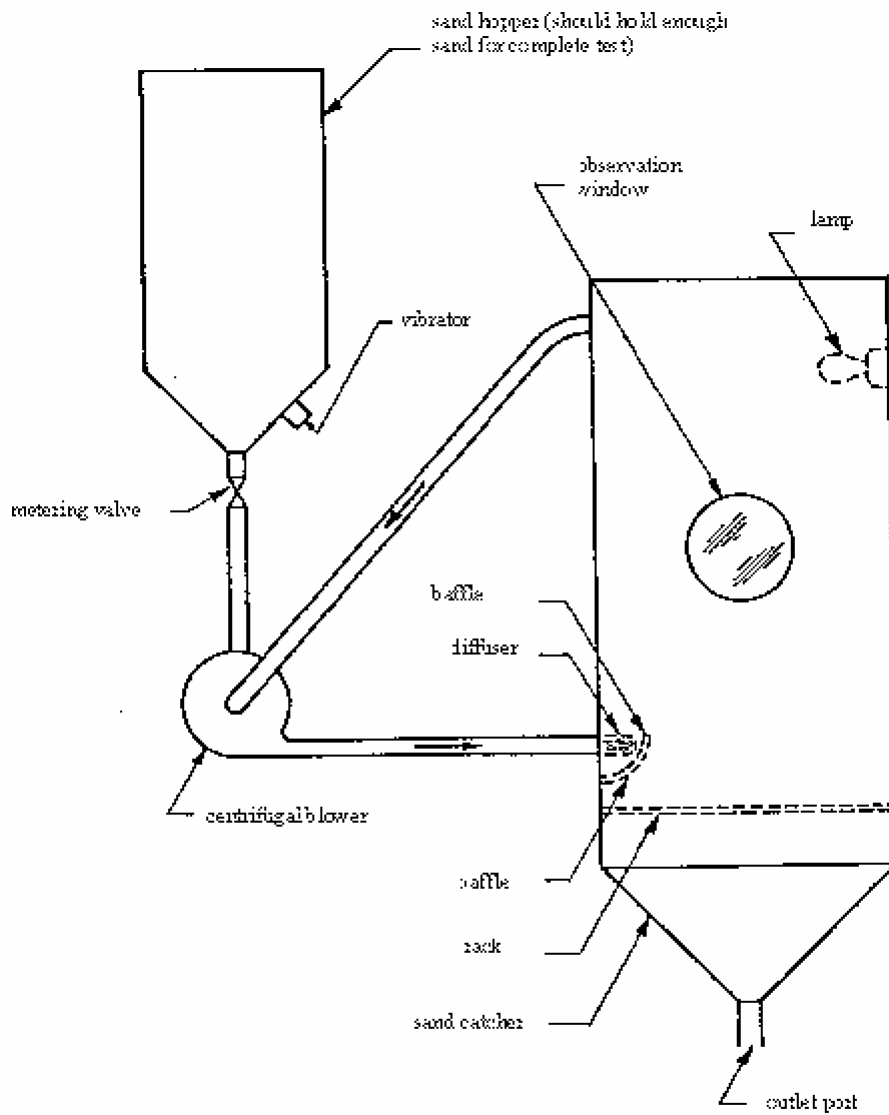 sand hopper (should hold enough
sand for complete test)
observation
window
lamp
vibrator
metering valve
baffle
diffuser
centrifugal blower
baffle
rack
sand catcher
outlet port